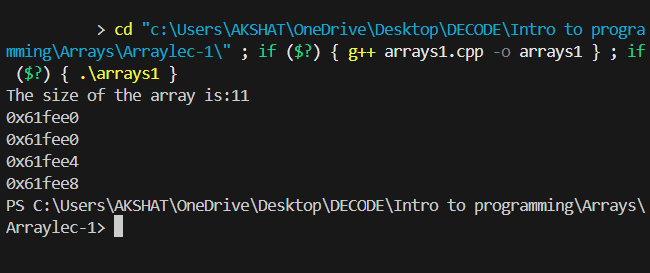 > cd "c:\Users\AKSHAT\OneDrive\Desktop\DECODE\Intro to progra
mming\Arrays\Arraylec-1\" ; if ($?) { g++ arrays1.cpp -o arrays1 } ; if
($?) { .\arrays1 }
The size of the array is:11
0x61fee0
0x61fee0
0x61fee4
0x61fee8
PS C:\Users\AKSHAT\OneDrive\Desktop\DECODE\Intro to programming\Arrays\
Arraylec-1>